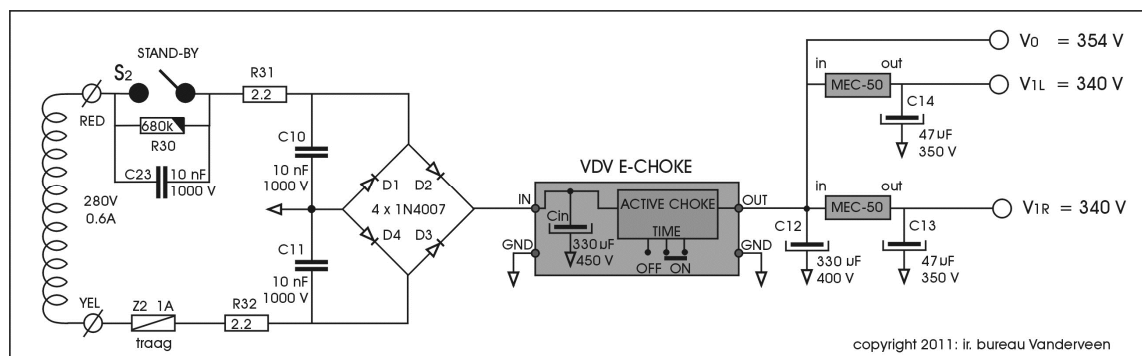 STAND-BY
S2
R31
2.2
RED
680k
R30
C23
10 nF
1000 V
280V
0.6A
C10
10 nF
1000 V
D1
D2
4 x 1N4007
D4
D3
C11
10 nF
1000 V
YEL
Z2 1A
traag
R32
2.2
VDV E-CHOKE
IN
Cin
330 uF
450 V
ACTIVE CHOKE
TIME
OFF
ON
GND
OUT
GND
V0 = 354 V
in
out
MEC-50
V1L = 340 V
C14
47 uF
350 V
in
out
MEC-50
V1R = 340 V
C12
330 uF
400 V
C13
47 uF
350 V
copyright 2011: ir. bureau Vanderveen